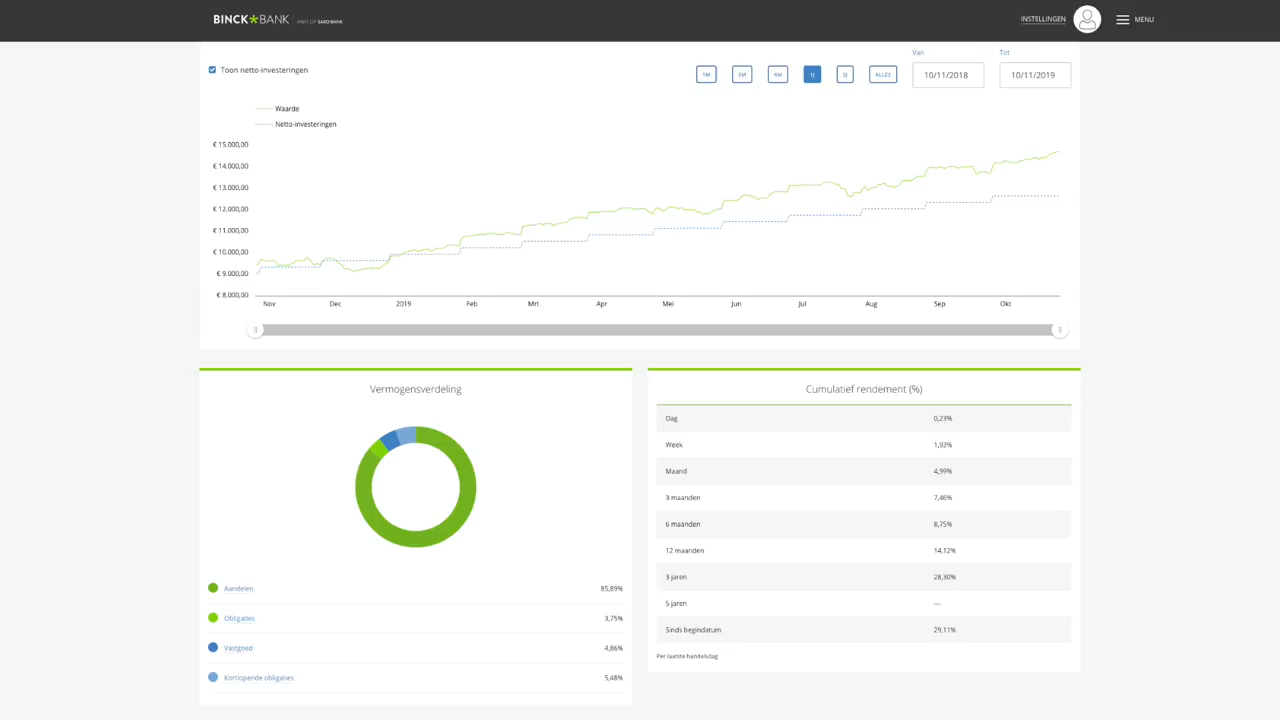 BINCK*BANK PART OF SAXO BANK
INSTELLINGEN
MENU
Toon netto-investeringen
1M
3M
6M
1J
2J
ALLES
Van
10/11/2018
Tot
10/11/2019
Waarde
Netto-investeringen
€ 15.000,00
€ 14.000,00
€ 13.000,00
€ 12.000,00
€ 11.000,00
€ 10.000,00
€ 9.000,00
€ 8.000,00
Nov Dec 2019 Feb Mrt Apr Mei Jun Jul Aug Sep Okt
Vermogensverdeling
Aandelen 85,89%
Obligaties 3,75%
Vastgoed 4,86%
Kortlopende obligaties 5,48%
Cumulatief rendement (%)
Dag 0,23%
Week 1,93%
Maand 4,99%
3 maanden 7,46%
6 maanden 8,75%
12 maanden 14,12%
3 jaren 28,30%
5 jaren —
Sinds begindatum 29,11%
Per laatste handelsdag